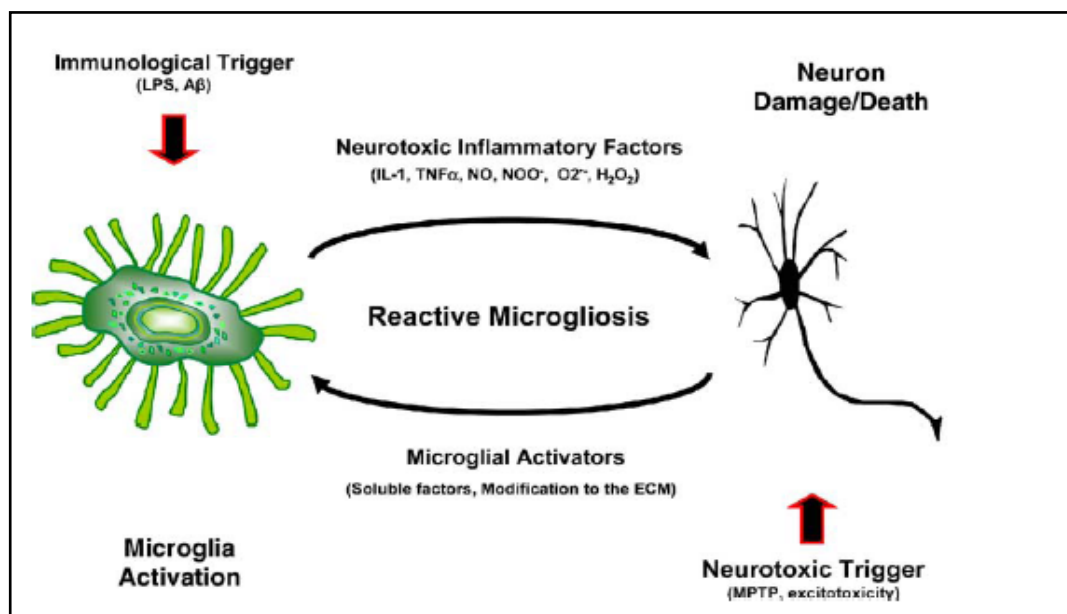 Immunological Trigger
(LPS, Aβ)
Neuron
Damage/Death
Neurotoxic Inflammatory Factors
(IL-1, TNFα, NO, NOO⁻, O2⁻·, H₂O₂)
Reactive Microgliosis
Microglial Activators
(Soluble factors, Modification to the ECM)
Microglia
Activation
Neurotoxic Trigger
(MPTP, excitotoxicity)